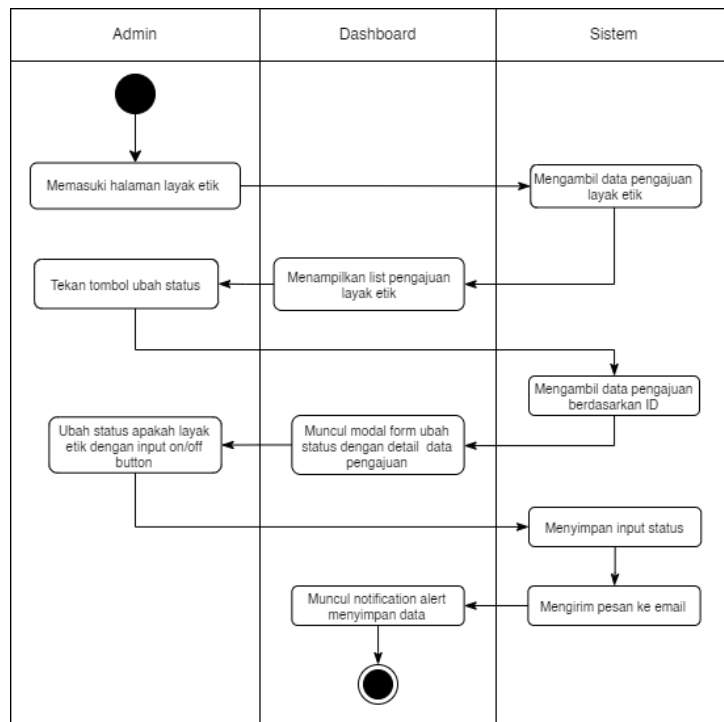 Admin
Dashboard
Sistem
Memasuki halaman layak etik
Mengambil data pengajuan
layak etik
Menampilkan list pengajuan
layak etik
Tekan tombol ubah status
Mengambil data pengajuan
berdasarkan ID
Muncul modal form ubah
status dengan detail data
pengajuan
Ubah status apakah layak
etik dengan input on/off
button
Menyimpan input status
Mengirim pesan ke email
Muncul notification alert
menyimpan data